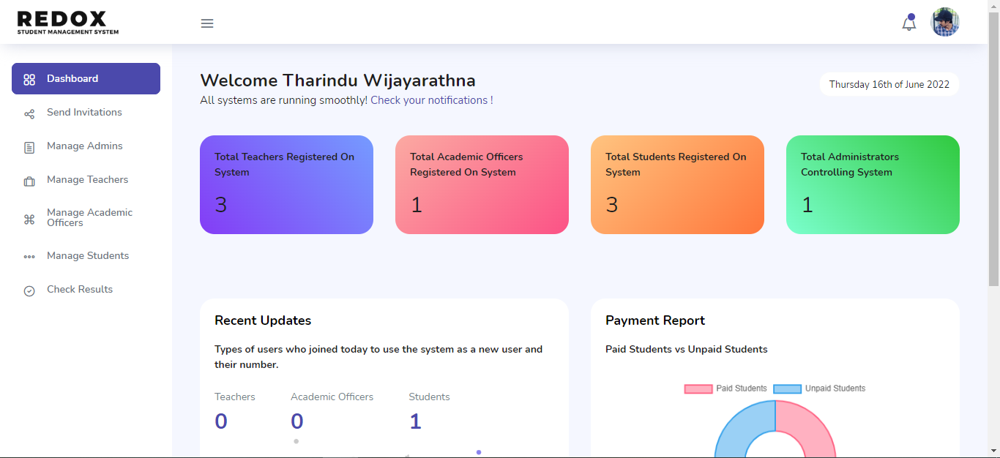 REDOX
STUDENT MANAGEMENT SYSTEM
Dashboard
Send Invitations
Manage Admins
Manage Teachers
Manage Academic
Officers
Manage Students
Check Results
Welcome Tharindu Wijayarathna
All systems are running smoothly! Check your notifications !
Thursday 16th of June 2022
Total Teachers Registered On
System
3
Total Academic Officers
Registered On System
1
Total Students Registered On
System
3
Total Administrators
Controlling System
1
Recent Updates
Types of users who joined today to use the system as a new user and
their number.
Teachers
Academic Officers
Students
0
0
1
Payment Report
Paid Students vs Unpaid Students
Paid Students
Unpaid Students